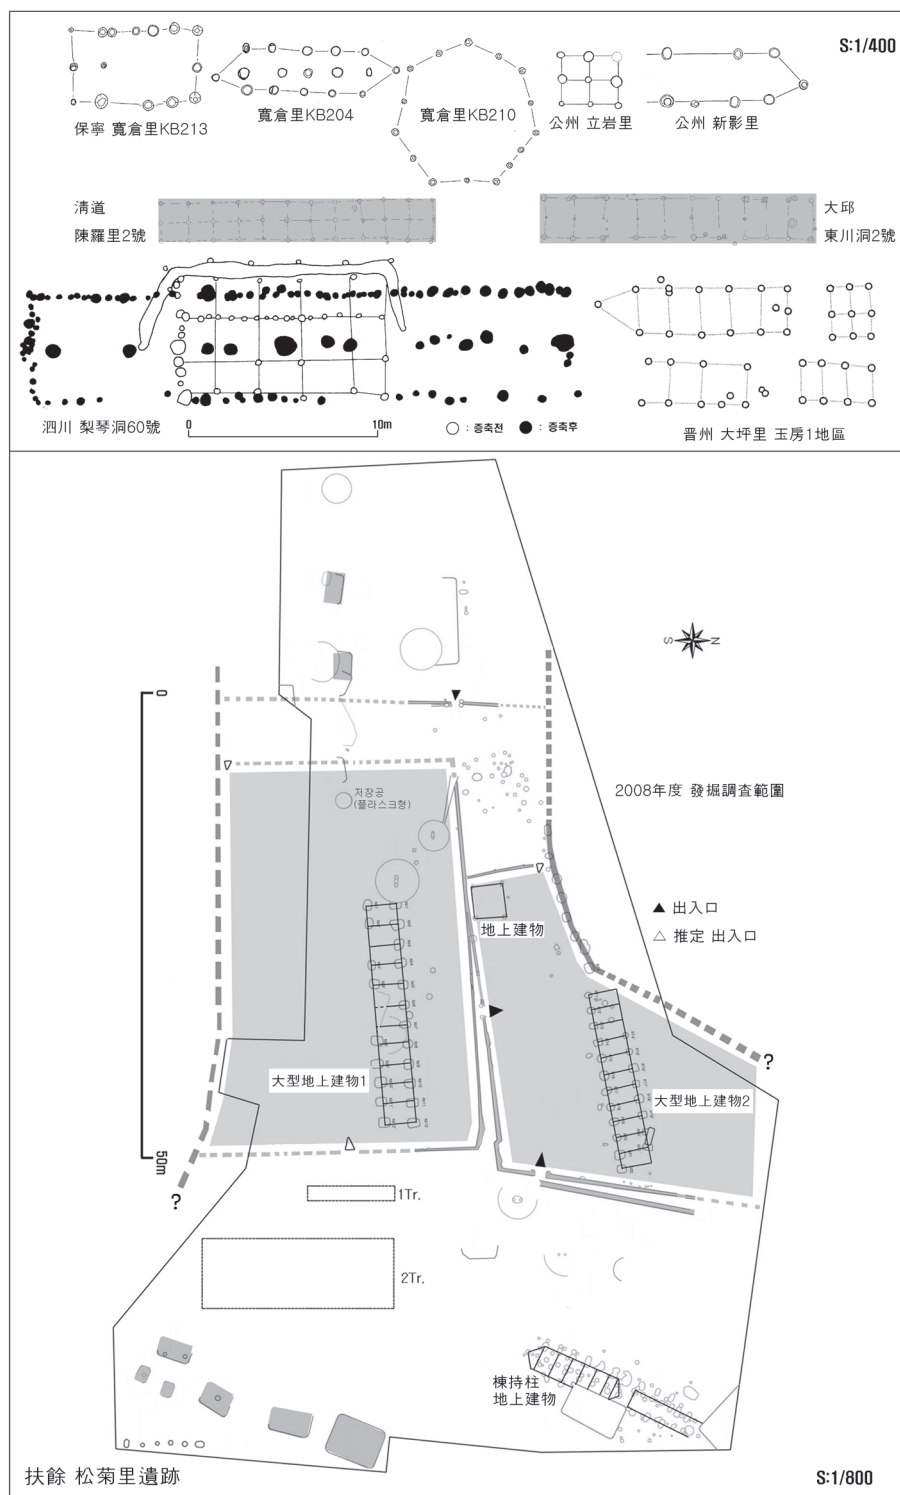 S:1/400
保寧 寬倉里KB213
寬倉里KB204
寬倉里KB210
公州 立岩里
公州 新影里
淸道
陳羅里2號
大邱
東川洞2號
泗川 梨琴洞60號
0
10m
○ : 증축전
● : 증축후
晋州 大坪里 玉房1地區
S
N
0
50m
저장공
(플라스크형)
2008年度 發掘調査範圍
地上建物
▲ 出入口
△ 推定 出入口
大型地上建物1
大型地上建物2
?
?
1Tr.
2Tr.
棟持柱
地上建物
扶餘 松菊里遺跡
S:1/800